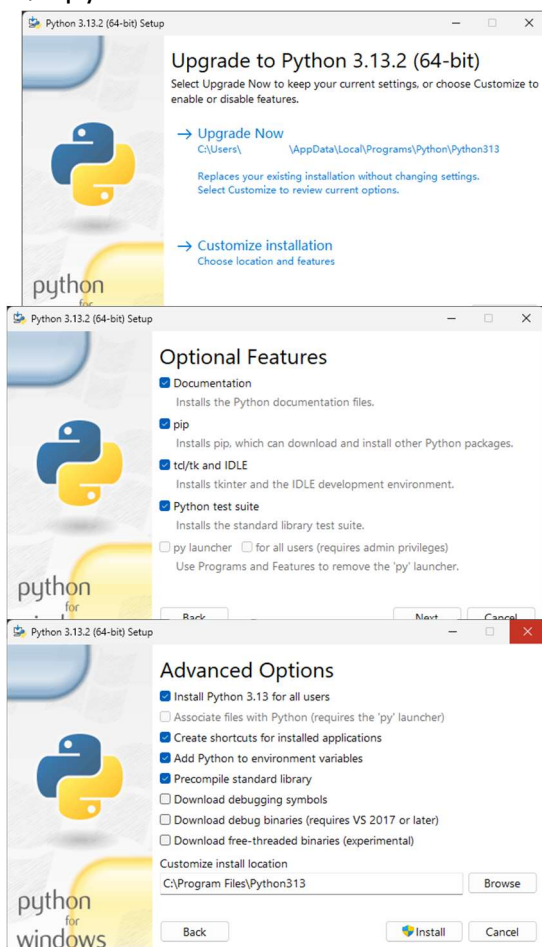 Python 3.13.2 (64-bit) Setup
Upgrade to Python 3.13.2 (64-bit)
Select Upgrade Now to keep your current settings, or choose Customize to
enable or disable features.
→ Upgrade Now
C:\Users\ \AppData\Local\Programs\Python\Python313
Replaces your existing installation without changing settings.
Select Customize to review current options.
→ Customize installation
Choose location and features
python
for
Python 3.13.2 (64-bit) Setup
Optional Features
Documentation
Installs the Python documentation files.
pip
Installs pip, which can download and install other Python packages.
tcl/tk and IDLE
Installs tkinter and the IDLE development environment.
Python test suite
Installs the standard library test suite.
py launcher for all users (requires admin privileges)
Use Programs and Features to remove the 'py' launcher.
python
for
Back Next Cancel
Python 3.13.2 (64-bit) Setup
Advanced Options
Install Python 3.13 for all users
Associate files with Python (requires the 'py' launcher)
Create shortcuts for installed applications
Add Python to environment variables
Precompile standard library
Download debugging symbols
Download debug binaries (requires VS 2017 or later)
Download free-threaded binaries (experimental)
Customize install location
C:\Program Files\Python313 Browse
python
for
windows
Back Install Cancel